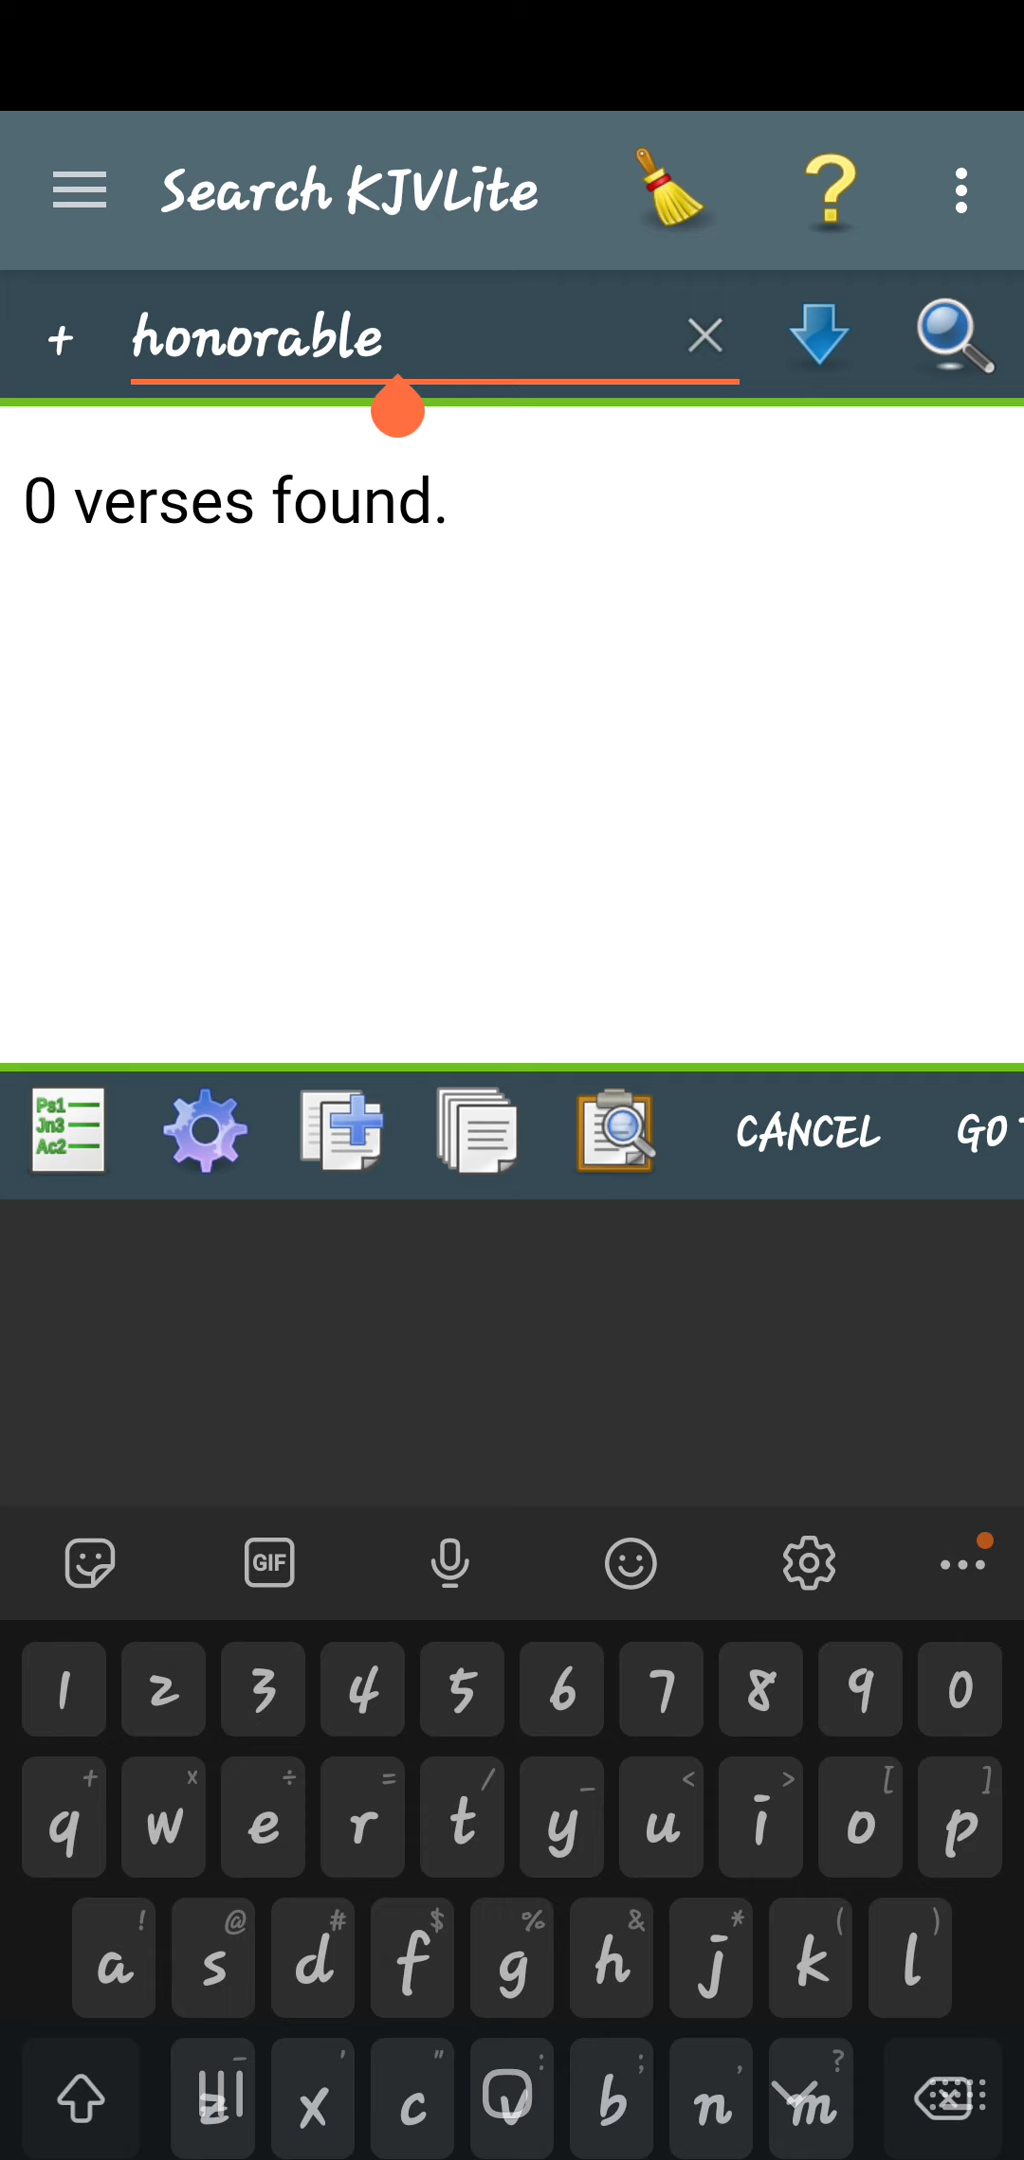 Search KJVLite
+ honorable
0 verses found.
Ps1
Jn3
Ac2
CANCEL GO
GIF
1 2 3 4 5 6 7 8 9 0
+ × ÷ = / _ < > [ ]
q w e r t y u i o p
! @ # $ % & * ( )
a s d f g h j k l
- ' " : ; , ?
z x c v b n m